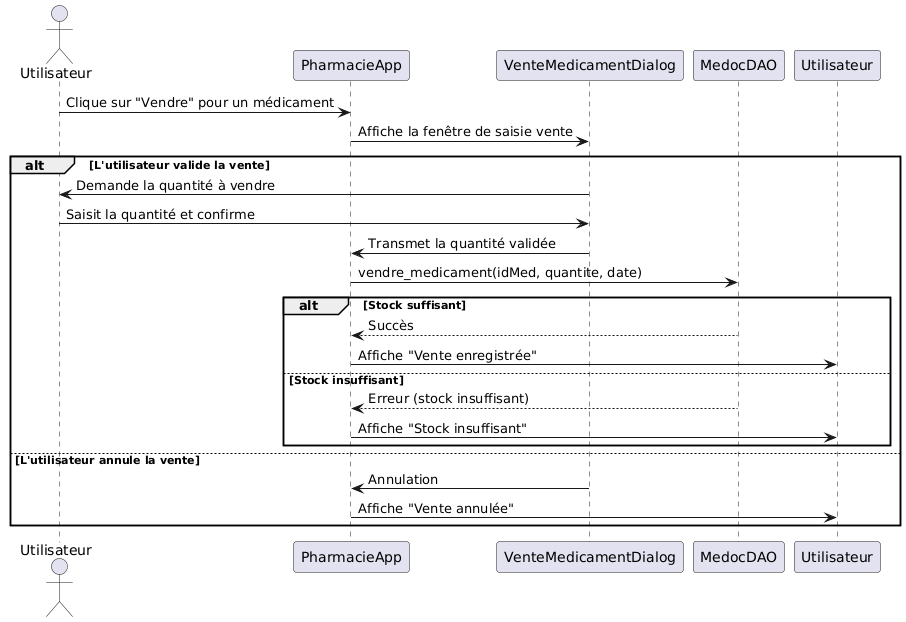 Utilisateur
PharmacieApp
VenteMedicamentDialog
MedocDAO
Utilisateur
Clique sur "Vendre" pour un médicament
Affiche la fenêtre de saisie vente
alt
[L'utilisateur valide la vente]
Demande la quantité à vendre
Saisit la quantité et confirme
Transmet la quantité validée
vendre_medicament(idMed, quantite, date)
alt
[Stock suffisant]
Succès
Affiche "Vente enregistrée"
[Stock insuffisant]
Erreur (stock insuffisant)
Affiche "Stock insuffisant"
[L'utilisateur annule la vente]
Annulation
Affiche "Vente annulée"
Utilisateur
PharmacieApp
VenteMedicamentDialog
MedocDAO
Utilisateur